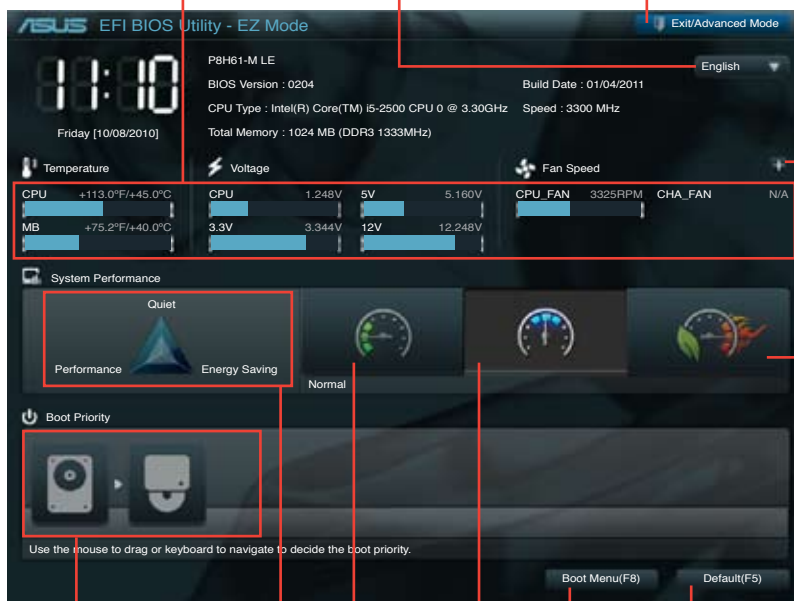 ASUS EFI BIOS Utility - EZ Mode
Exit/Advanced Mode
11:10
Friday [10/08/2010]
P8H61-M LE
English
BIOS Version : 0204
Build Date : 01/04/2011
CPU Type : Intel(R) Core(TM) i5-2500 CPU 0 @ 3.30GHz
Speed : 3300 MHz
Total Memory : 1024 MB (DDR3 1333MHz)
Temperature
Voltage
Fan Speed
CPU +113.0ºF/+45.0ºC
CPU 1.248V
5V 5.160V
CPU_FAN 3325RPM
CHA_FAN N/A
MB +75.2ºF/+40.0ºC
3.3V 3.344V
12V 12.248V
System Performance
Quiet
Performance
Energy Saving
Normal
Boot Priority
Use the mouse to drag or keyboard to navigate to decide the boot priority.
Boot Menu(F8)
Default(F5)